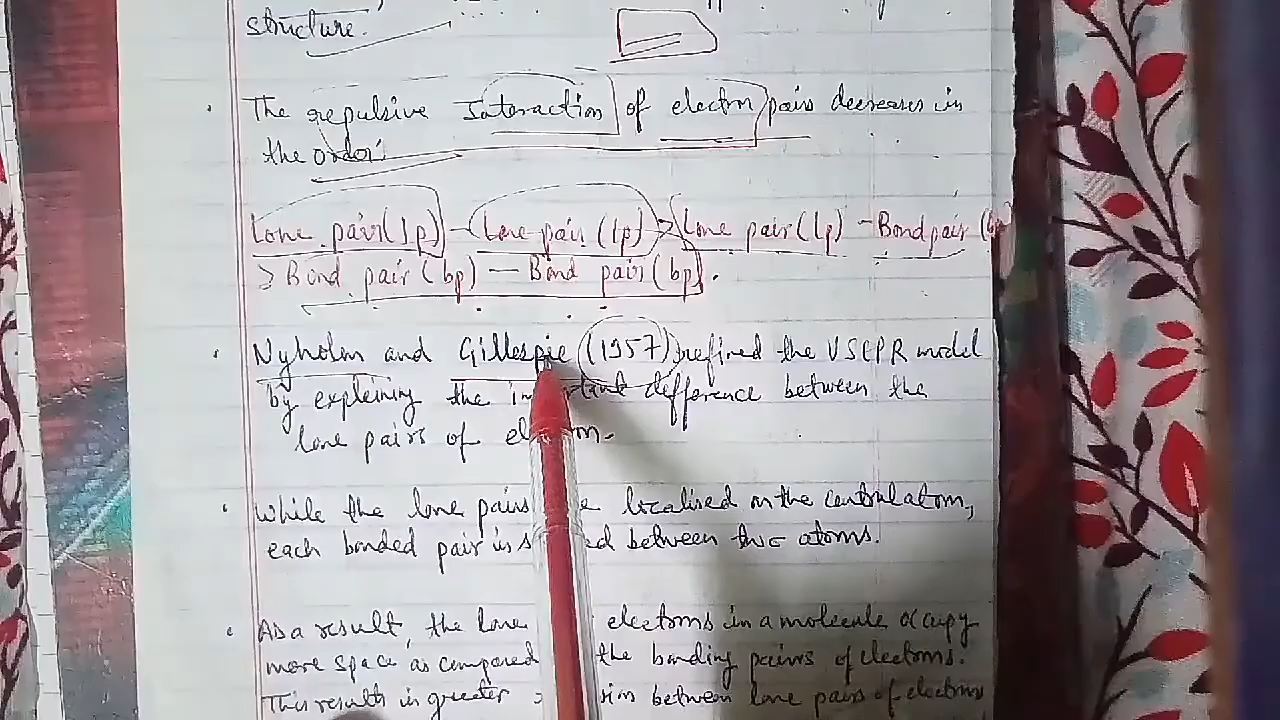 structure.
The repulsive Interaction of electron pairs decreases in
the order:
Lone pair (lp) - Lone pair (lp) > Lone pair (lp) - Bond pair (bp)
> Bond pair (bp) - Bond pair (bp).
Nyholm and Gillespie (1957) refined the VSEPR model
by explaining the difference between the
lone pairs of
While the lone pairs localised on the central atom,
each bonded pair is between two atoms.
As a result, the lone electrons in a molecule occupy
more space as compared the bonding pairs of electrons.
This results in greater between lone pairs of electrons